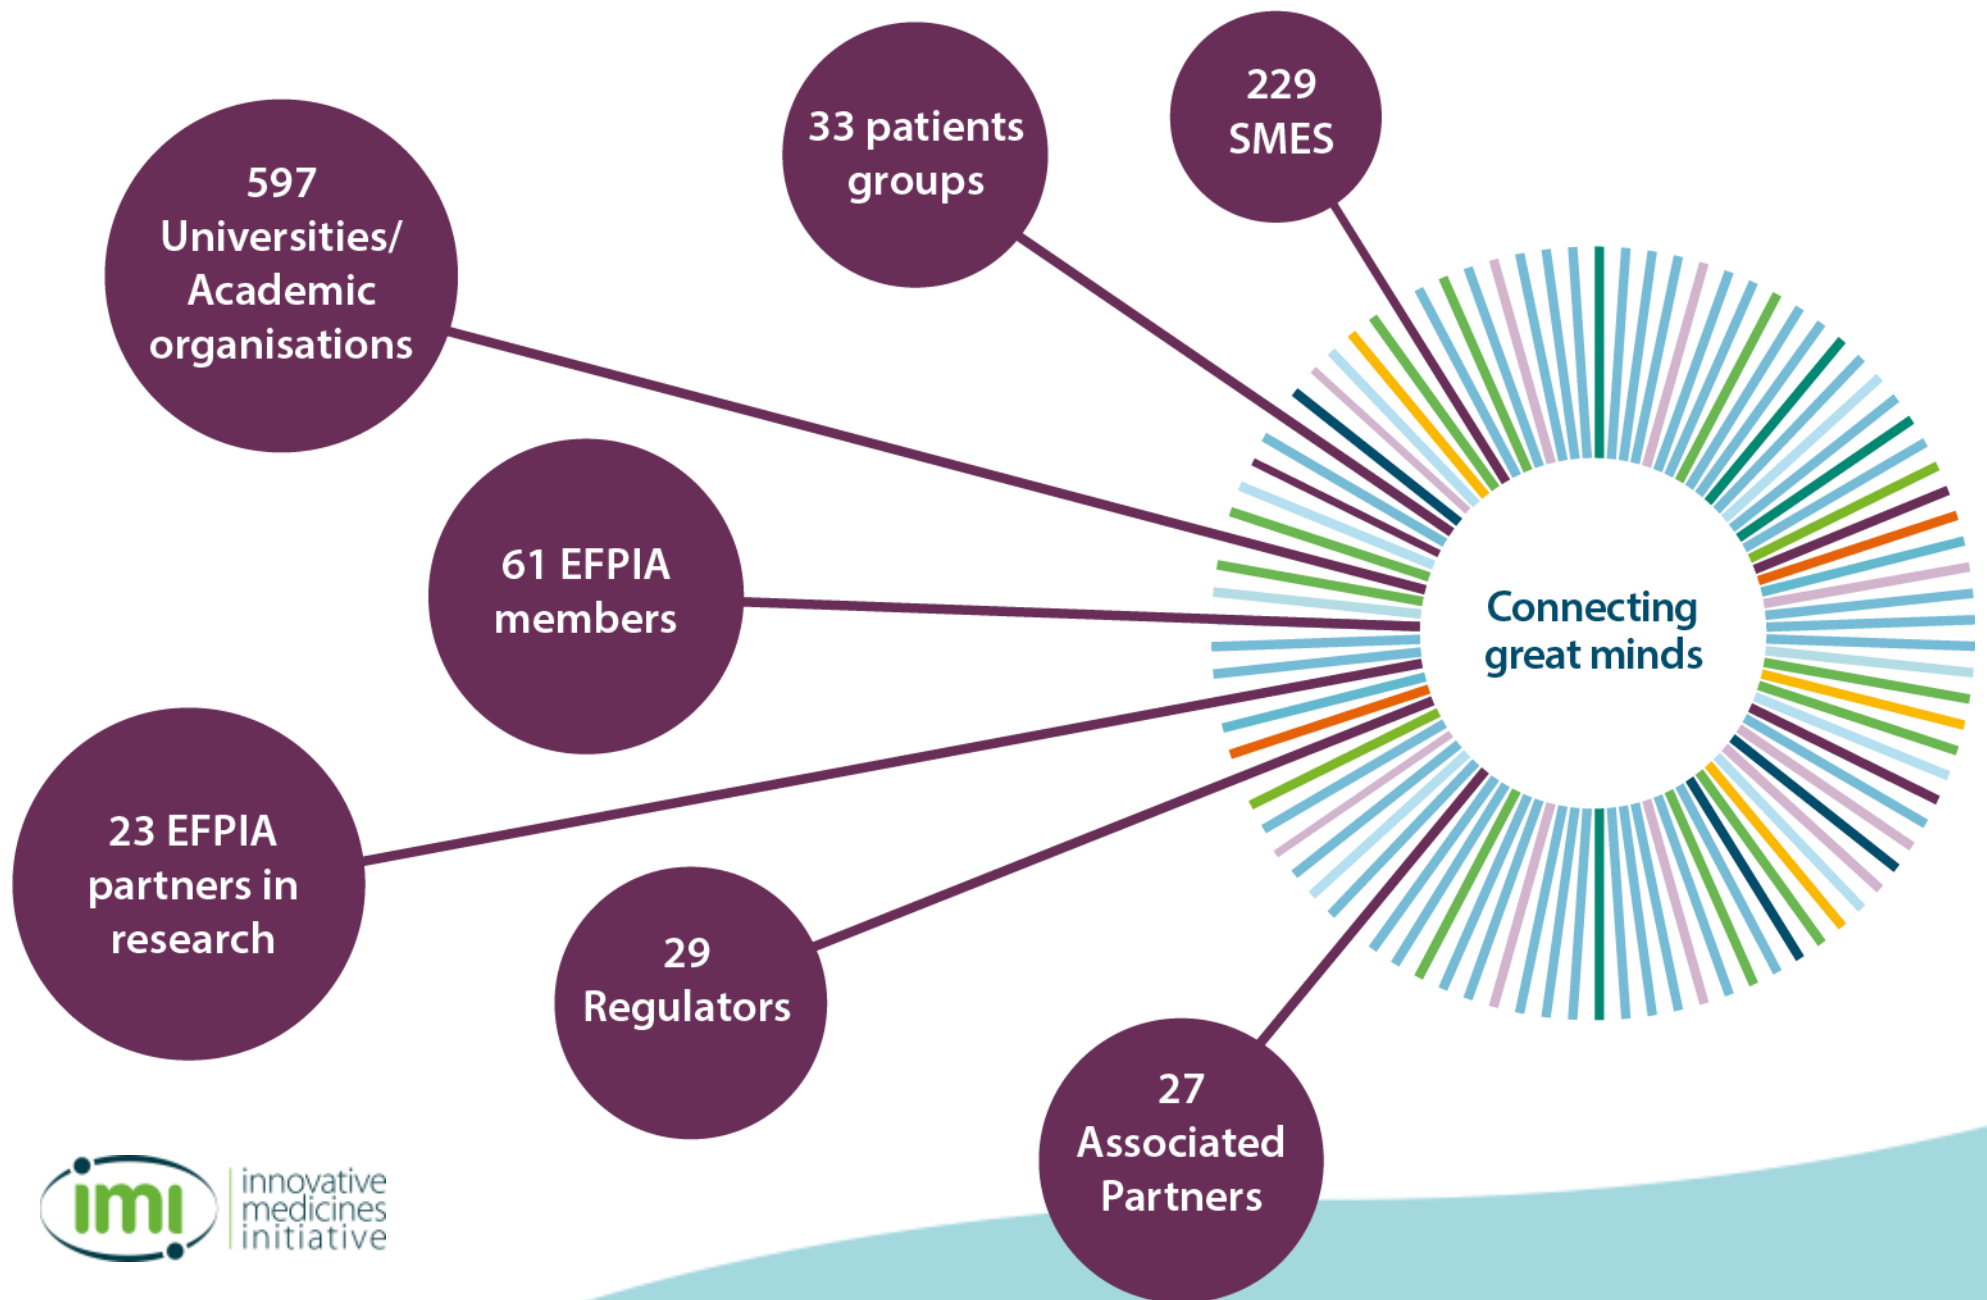 229
SMES
33 patients
groups
597
Universities/
Academic
organisations
61 EFPIA
members
Connecting
great minds
23 EFPIA
partners in
research
29
Regulators
27
Associated
Partners
imi
innovative
medicines
initiative